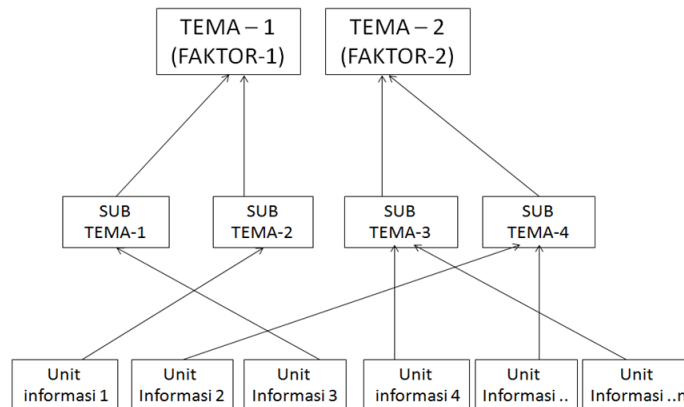 TEMA – 1
(FAKTOR-1)
TEMA – 2
(FAKTOR-2)
SUB
TEMA-1
SUB
TEMA-2
SUB
TEMA-3
SUB
TEMA-4
Unit
informasi 1
Unit
Informasi 2
Unit
Informasi 3
Unit
informasi 4
Unit
Informasi ..
Unit
Informasi ..n